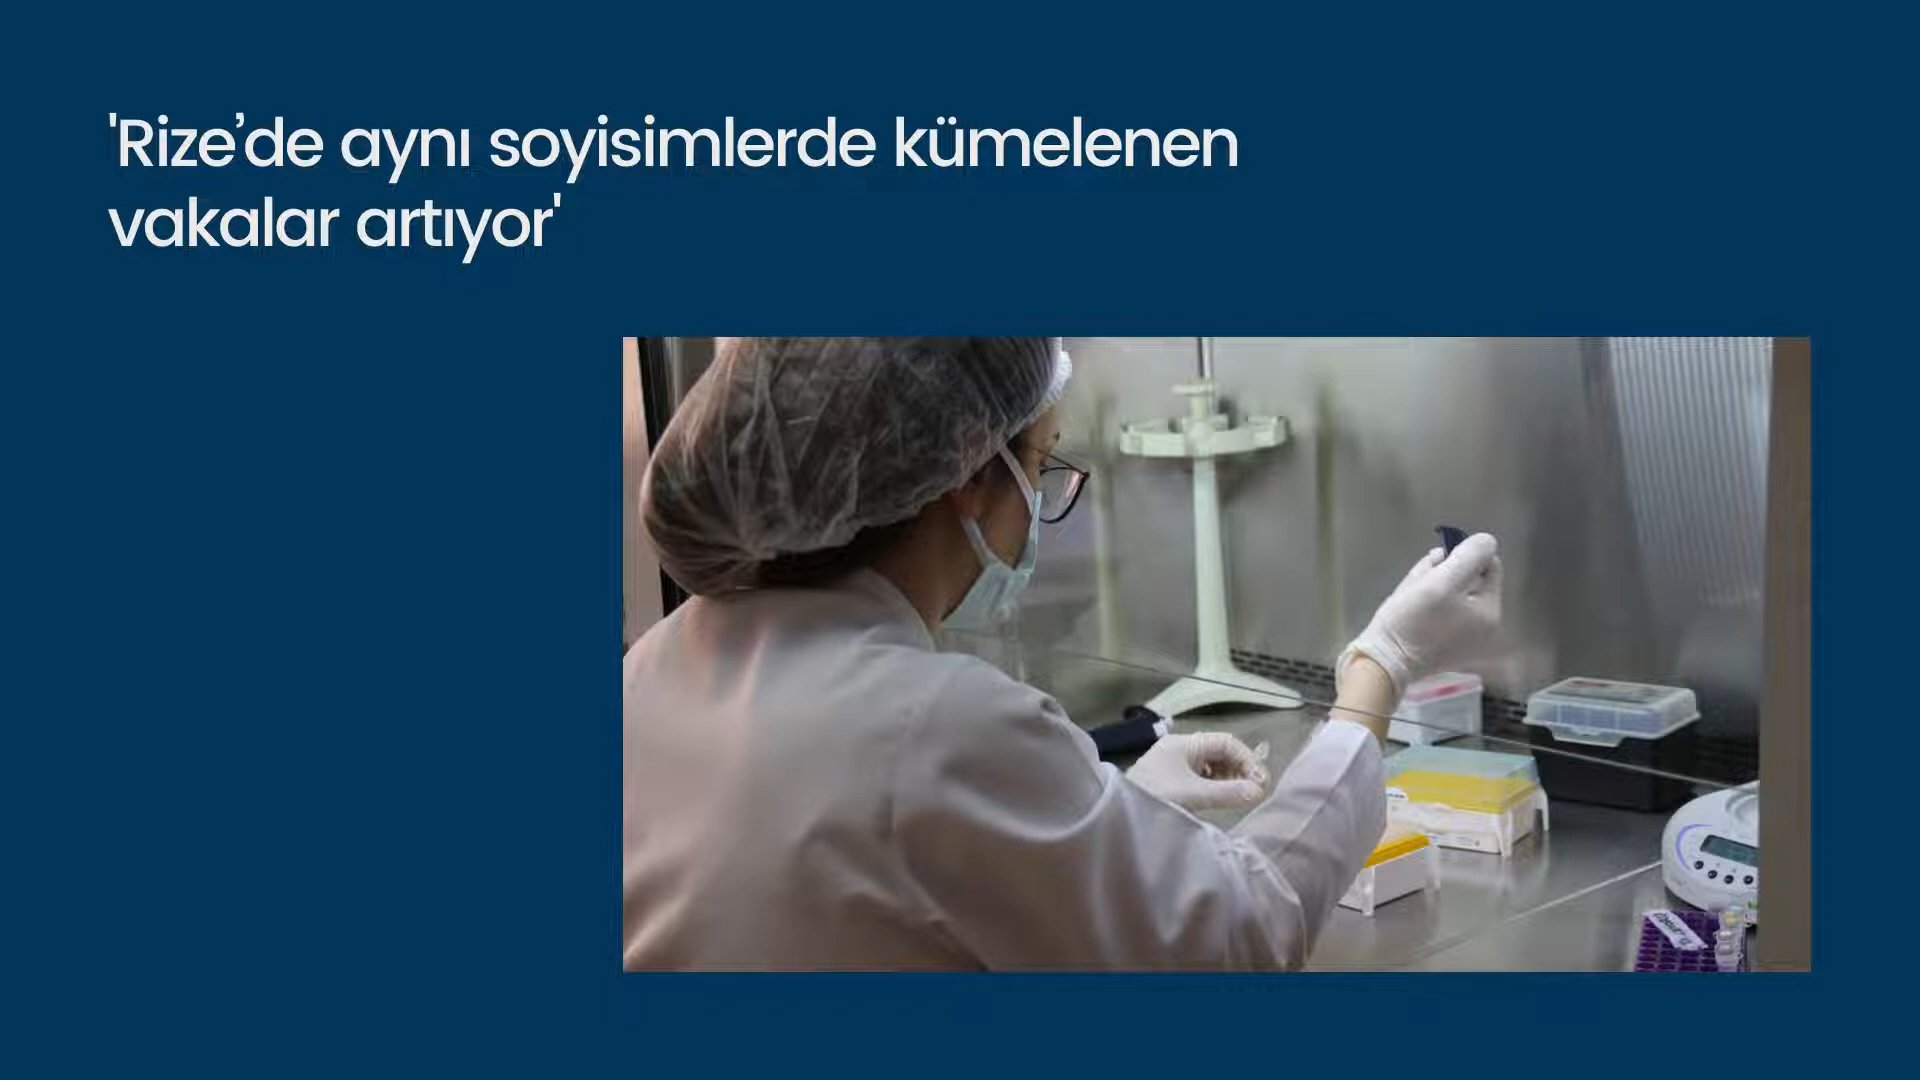 'Rize’de aynı soyisimlerde kümelenen
vakalar artıyor'